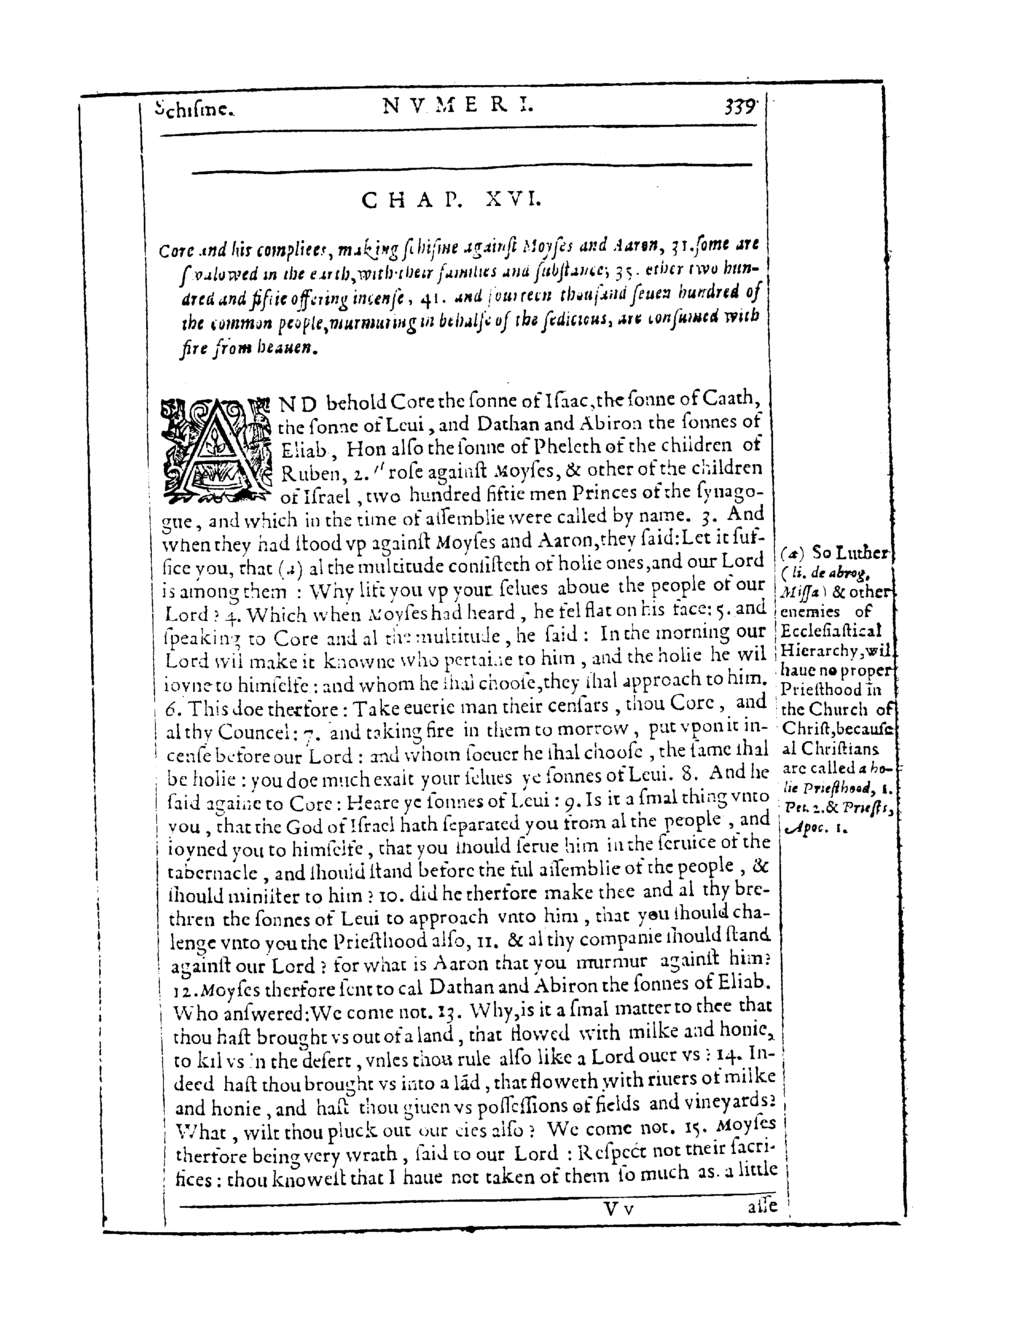 Schiſme. NVMERI. 339
CHAP. XVI.
Core and his complices, making ſchiſme againſt Moyſes and Aaron, 31. ſome are
ſvalowed in the earth, with their families and ſubſtance; 35. other two hun-
dred and fiftie offering incenſe, 41. and fourteen thouſand ſeuen hundred of
the common people, murmuring in behalfe of the ſedicious, are conſumed with
fire from heauen.
AND behold Core the ſonne of Iſaac, the ſonne of Caath,
the ſonne of Leui, and Dathan and Abiron the ſonnes of
Eliab, Hon alſo the ſonne of Pheleth of the children of
Ruben, 2. " roſe againſt Moyſes, & other of the children
of Iſrael, two hundred fiftie men Princes of the ſynago-
gue, and which in the time of aſſemblie were called by name. 3. And
when they had ſtood vp againſt Moyſes and Aaron, they ſaid: Let it ſuf-
fice you, that (a) al the multitude conſiſteth of holie ones, and our Lord
is among them : Why lift you vp your ſelues aboue the people of our
Lord? 4. Which when Moyſes had heard, he fel flat on his face: 5. and
ſpeaking to Core and al the multitude, he ſaid : In the morning our
Lord wil make it knowne who pertaine to him, and the holie he wil
ioyne to himſelfe : and whom he ſhal chooſe, they ſhal approach to him.
6. This doe therfore : Take euerie man their cenſars, thou Core, and
al thy Councel: 7. and taking fire in them to morrow, put vpon it in-
cenſe before our Lord : and whom ſoeuer he ſhal chooſe, the ſame ſhal
be holie : you doe much exalt your ſelues ye ſonnes of Leui. 8. And he
ſaid againe to Core : Heare ye ſonnes of Leui : 9. Is it a ſmal thing vnto
you, that the God of Iſrael hath ſeparated you from al the people, and
ioyned you to himſelfe, that you ſhould ſerue him in the ſeruice of the
tabernacle, and ſhould ſtand before the ful aſſemblie of the people, &
ſhould miniſter to him? 10. did he therfore make thee and al thy bre-
thren the ſonnes of Leui to approach vnto him, that you ſhould cha-
lenge vnto you the Prieſthood alſo, 11. & al thy companie ſhould ſtand
againſt our Lord? for what is Aaron that you murmur againſt him?
12. Moyſes therfore ſent to cal Dathan and Abiron the ſonnes of Eliab.
Who anſwered: We come not. 13. Why, is it a ſmal matter to thee that
thou haſt brought vs out of a land, that flowed with milke and honie,
to kil vs in the deſert, vnles thou rule alſo like a Lord ouer vs? 14. In-
deed haſt thou brought vs into a lãd, that floweth with riuers of milke
and honie, and haſt thou giuen vs poſſeſſions of fields and vineyards?
What, wilt thou pluck out our eies alſo? We come not. 15. Moyſes
therfore being very wrath, ſaid to our Lord : Reſpect not their ſacri-
fices : thou knoweſt that I haue not taken of them ſo much as a little
V v aſſe
(a) So Luther
(li. de abrog.
Miſſa) & other
enemies of
Eccleſiaſtical
Hierarchy, wil
haue no proper
Prieſthood in
the Church of
Chriſt, becauſe
al Chriſtians
are called a ho-
lie Prieſthood, 1.
Pet. 2. & Prieſts,
Apoc. 1.